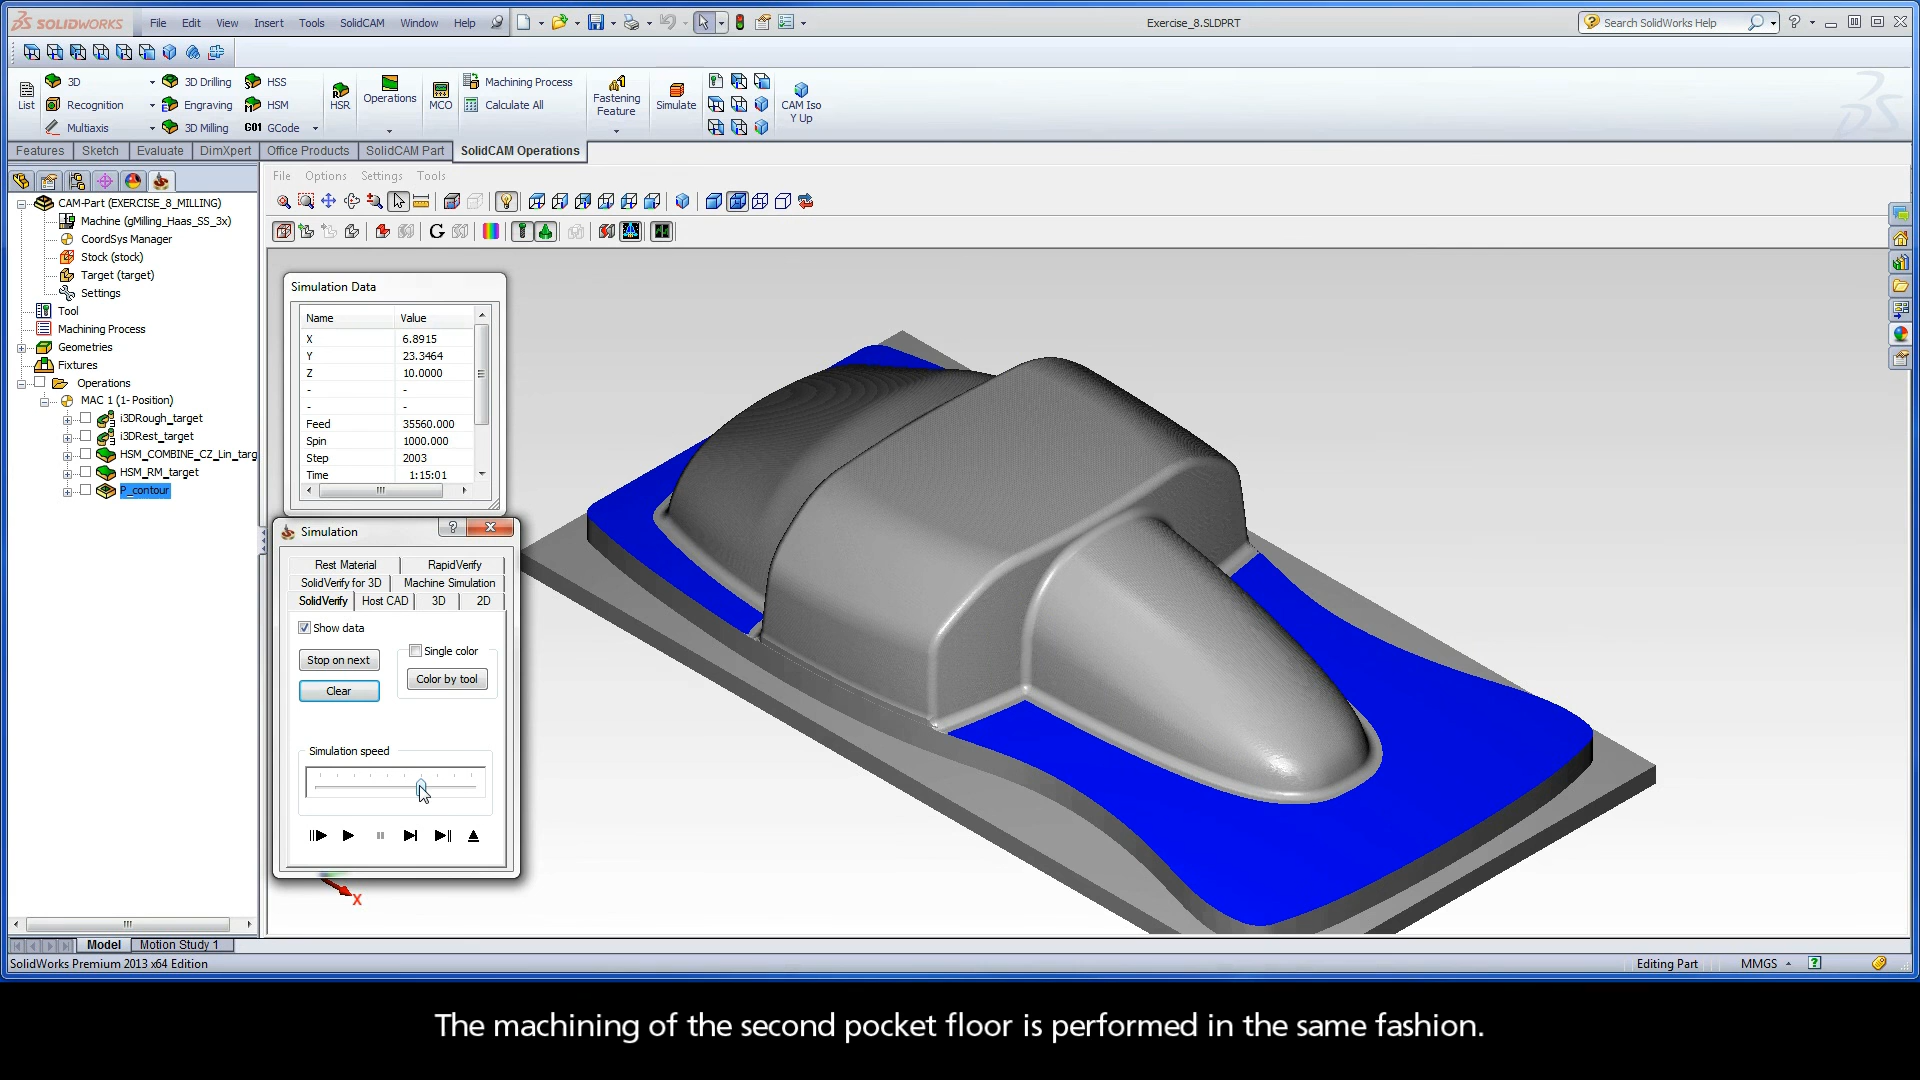 SOLIDWORKS File Edit View Insert Tools SolidCAM Window Help Exercise_8.SLDPRT Search SolidWorks Help
3D 3D Drilling HSS Machining Process
List Recognition Engraving HSM HSR Operations MCO Calculate All Fastening Feature Simulate CAM Iso Y Up
Multiaxis 3D Milling G01 GCode
Features Sketch Evaluate DimXpert Office Products SolidCAM Part SolidCAM Operations
File Options Settings Tools
CAM-Part (EXERCISE_8_MILLING)
Machine (gMilling_Haas_SS_3x)
CoordSys Manager
Stock (stock)
Target (target)
Settings
Tool
Machining Process
Geometries
Fixtures
Operations
MAC 1 (1- Position)
i3DRough_target
i3DRest_target
HSM_COMBINE_CZ_Lin_targ
HSM_RM_target
P_contour
Simulation Data
Name Value
X 6.8915
Y 23.3464
Z 10.0000
- -
- -
Feed 35560.000
Spin 1000.000
Step 2003
Time 1:15:01
Simulation
Rest Material RapidVerify
SolidVerify for 3D Machine Simulation
SolidVerify Host CAD 3D 2D
Show data
Stop on next Single color
Clear Color by tool
Simulation speed
X
Model Motion Study 1
SolidWorks Premium 2013 x64 Edition Editing Part MMGS
The machining of the second pocket floor is performed in the same fashion.